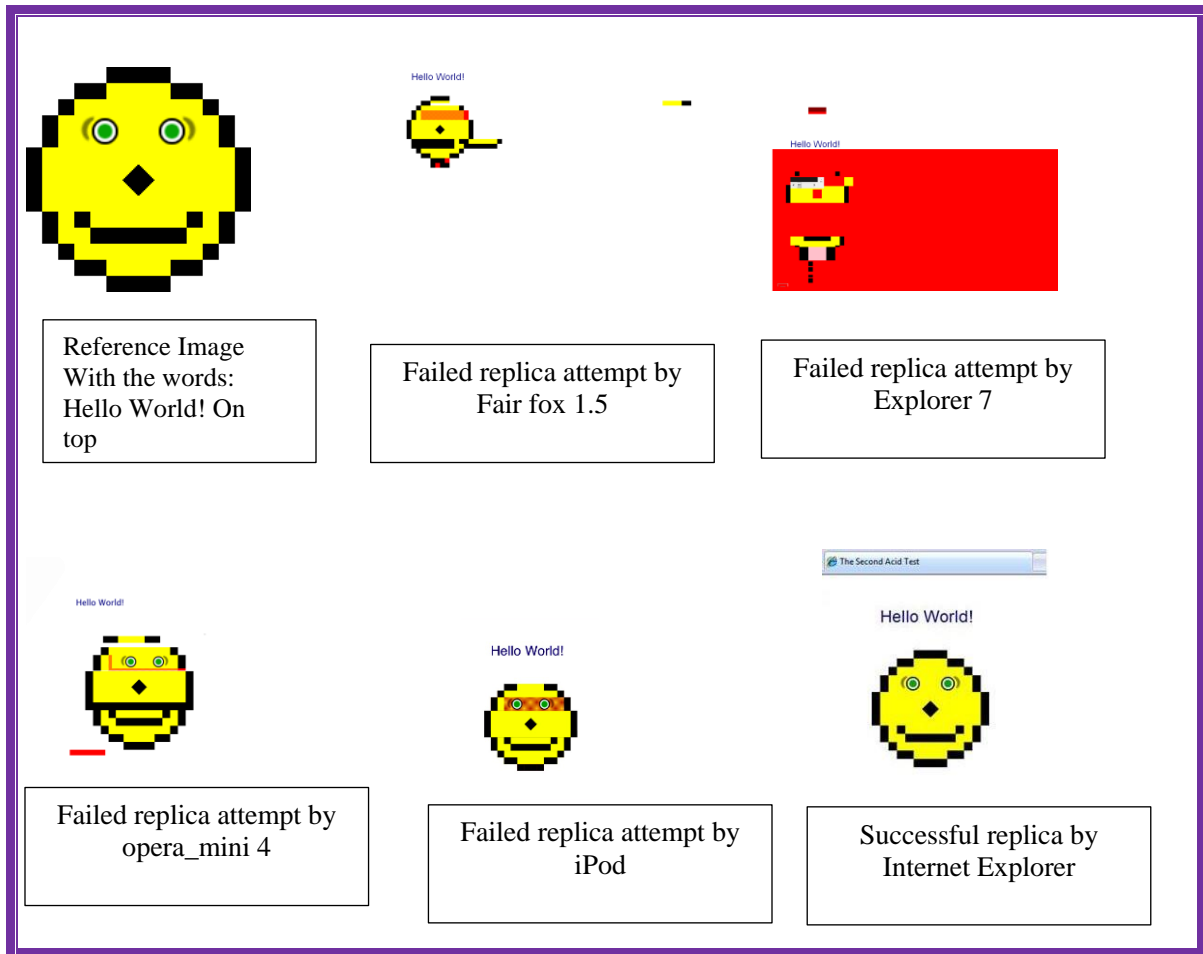 Hello World!
Hello World!
Reference Image
With the words:
Hello World! On
top
Failed replica attempt by
Fair fox 1.5
Failed replica attempt by
Explorer 7
The Second Acid Test
Hello World!
Hello World!
Hello World!
Failed replica attempt by
opera_mini 4
Failed replica attempt by
iPod
Successful replica by
Internet Explorer